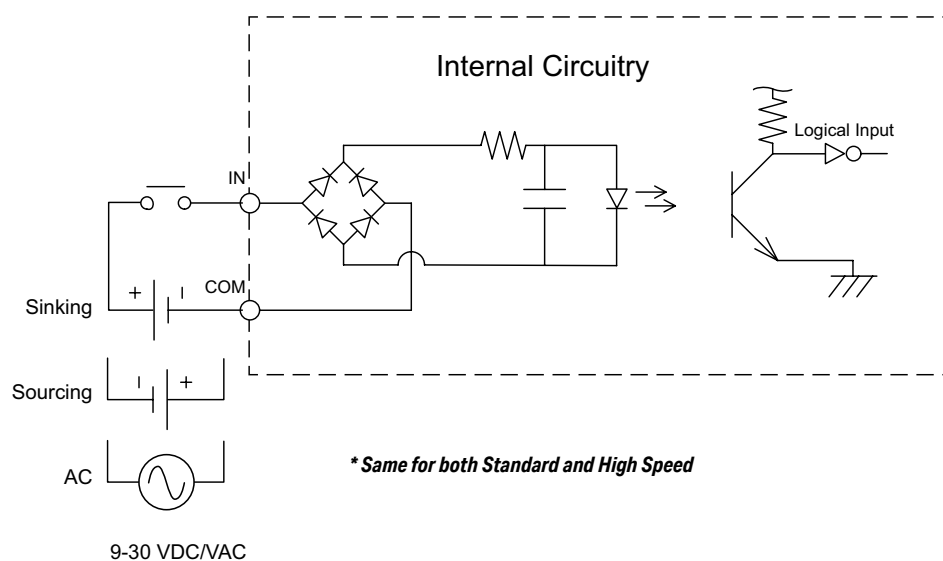 Internal Circuitry
Logical Input
IN
COM
Sinking
+
Sourcing
+
AC
* Same for both Standard and High Speed
9-30 VDC/VAC